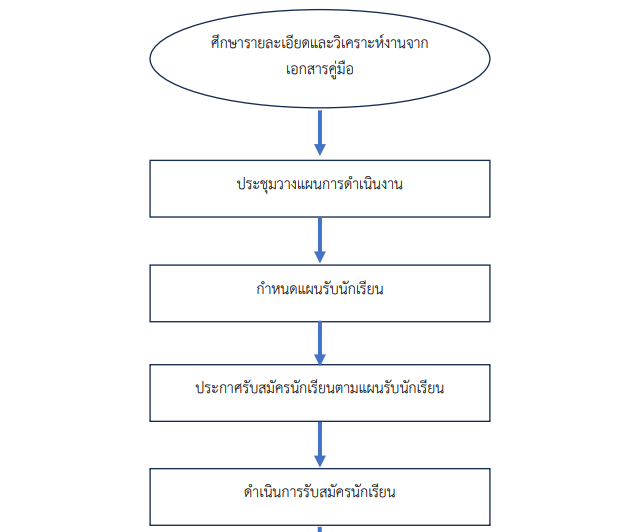 ศึกษารายละเอียดและวิเคราะห์งานจาก
เอกสารคู่มือ
ประชุมวางแผนการดำเนินงาน
กำหนดแผนรับนักเรียน
ประกาศรับสมัครนักเรียนตามแผนรับนักเรียน
ดำเนินการรับสมัครนักเรียน